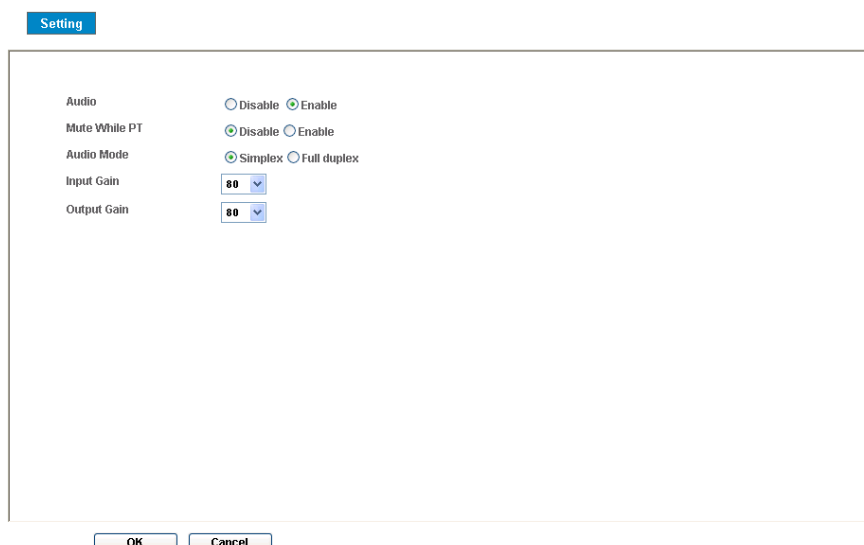 Setting
Audio Disable Enable
Mute While PT Disable Enable
Audio Mode Simplex Full duplex
Input Gain 80
Output Gain 80
OK Cancel